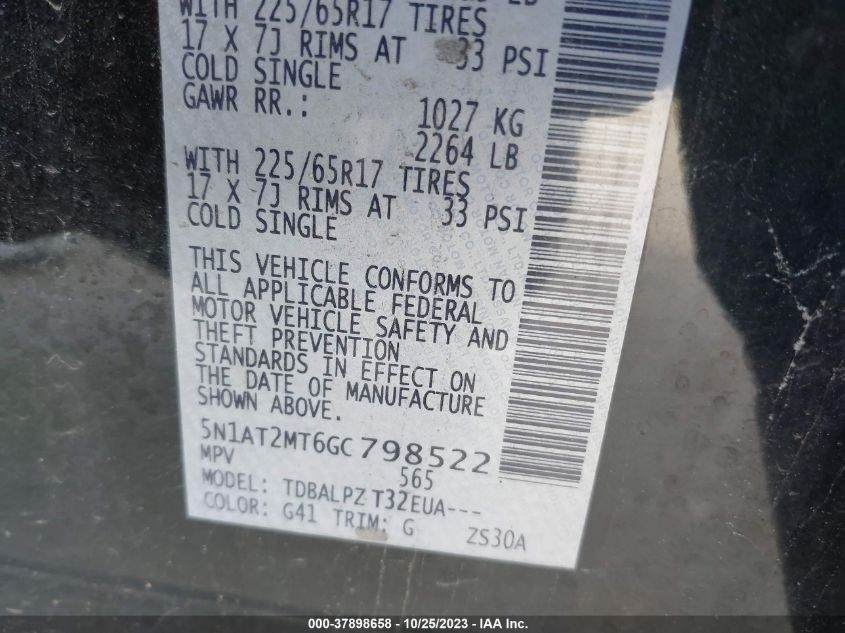 WITH 225/65R17 TIRES
17 X 7J RIMS AT 33 PSI
COLD SINGLE
GAWR RR.: 1027 KG
2264 LB
WITH 225/65R17 TIRES
17 X 7J RIMS AT 33 PSI
COLD SINGLE
THIS VEHICLE CONFORMS TO
ALL APPLICABLE FEDERAL
MOTOR VEHICLE SAFETY AND
THEFT PREVENTION
STANDARDS IN EFFECT ON
THE DATE OF MANUFACTURE
SHOWN ABOVE.
5N1AT2MT6GC798522
MPV 565
MODEL: TDBALPZ T32EUA---
COLOR: G41 TRIM: G ZS30A
000-37898658 - 10/25/2023 - IAA Inc.